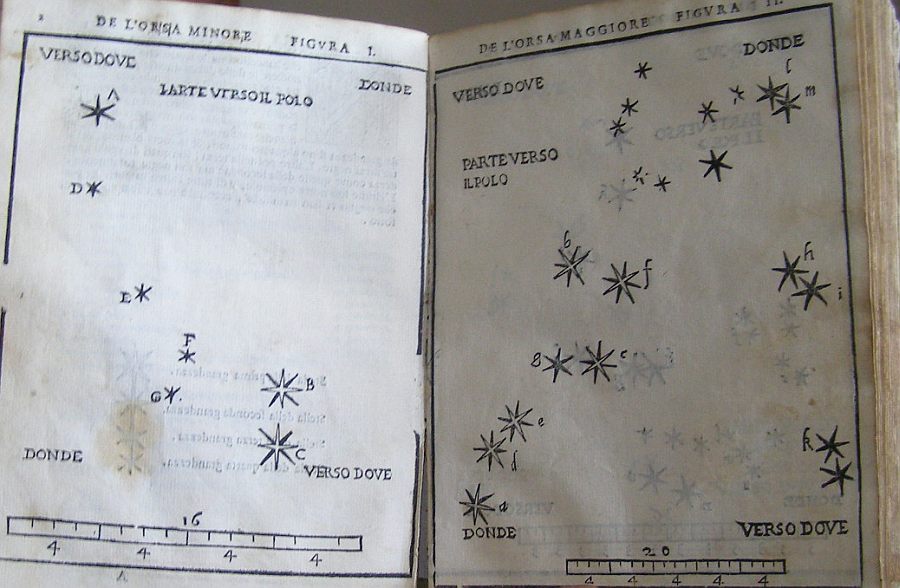 2
DE L'ORSA MINORE FIGVRA I.
VERSO DOVE
DONDE
PARTE VERSO IL POLO
A
D
E
F
G
B
C
DONDE
VERSO DOVE
16
4 4 4 4
DE L'ORSA MAGGIORE FIGVRA II.
VERSO DOVE
DONDE
l
m
PARTE VERSO
IL POLO
b
f
h
i
g
c
e
d
k
a
DONDE
VERSO DOVE
20
4 4 4 4 4